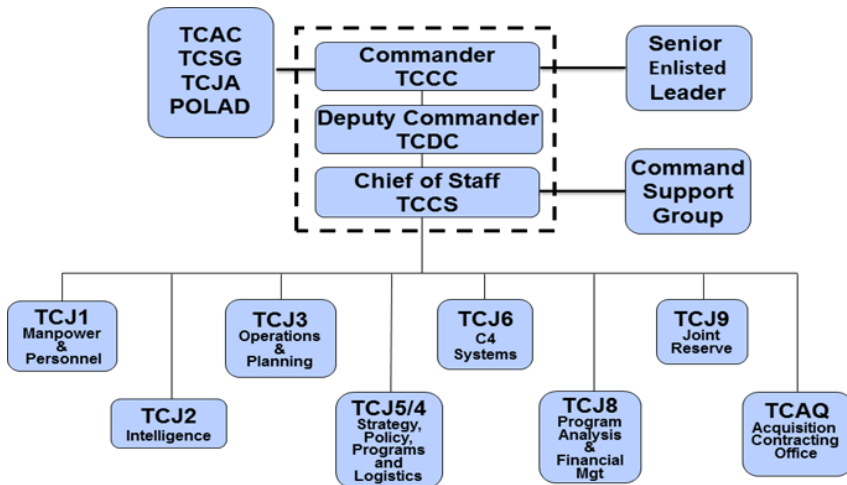 TCAC
TCSG
TCJA
POLAD
Commander
TCCC
Senior
Enlisted
Leader
Deputy Commander
TCDC
Chief of Staff
TCCS
Command
Support
Group
TCJ1
Manpower
&
Personnel
TCJ3
Operations
&
Planning
TCJ6
C4
Systems
TCJ9
Joint
Reserve
TCJ2
Intelligence
TCJ5/4
Strategy,
Policy,
Programs
and
Logistics
TCJ8
Program
Analysis
&
Financial
Mgt
TCAQ
Acquisition
Contracting
Office